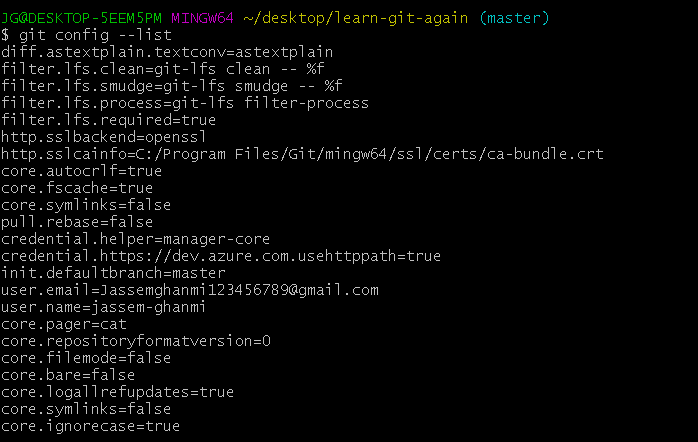 JG@DESKTOP-5EEM5PM MINGW64 ~/desktop/learn-git-again (master)
$ git config --list
diff.astextplain.textconv=astextplain
filter.lfs.clean=git-lfs clean -- %f
filter.lfs.smudge=git-lfs smudge -- %f
filter.lfs.process=git-lfs filter-process
filter.lfs.required=true
http.sslbackend=openssl
http.sslcainfo=C:/Program Files/Git/mingw64/ssl/certs/ca-bundle.crt
core.autocrlf=true
core.fscache=true
core.symlinks=false
pull.rebase=false
credential.helper=manager-core
credential.https://dev.azure.com.usehttppath=true
init.defaultbranch=master
user.email=Jassemghanmi123456789@gmail.com
user.name=jassem-ghanmi
core.pager=cat
core.repositoryformatversion=0
core.filemode=false
core.bare=false
core.logallrefupdates=true
core.symlinks=false
core.ignorecase=true